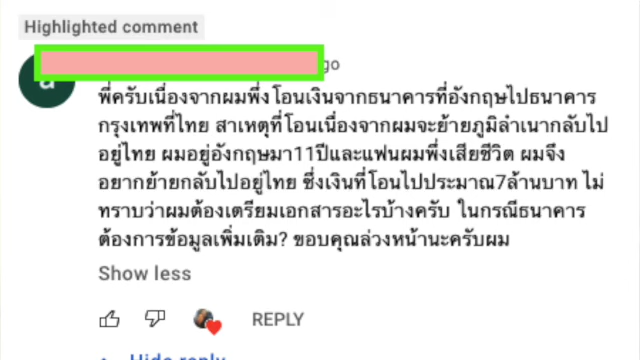 Highlighted comment
go
พี่ครับเนื่องจากผมพึ่งโอนเงินจากธนาคารที่อังกฤษไปธนาคาร
กรุงเทพที่ไทย สาเหตุที่โอนเนื่องจากผมจะย้ายภูมิลำเนากลับไป
อยู่ไทย ผมอยู่อังกฤษมา11ปีและแฟนผมพึ่งเสียชีวิต ผมจึง
อยากย้ายกลับไปอยู่ไทย ซึ่งเงินที่โอนไปประมาณ7ล้านบาท ไม่
ทราบว่าผมต้องเตรียมเอกสารอะไรบ้างครับ ในกรณีธนาคาร
ต้องการข้อมูลเพิ่มเติม? ขอบคุณล่วงหน้านะครับผม
Show less
REPLY
Hide reply